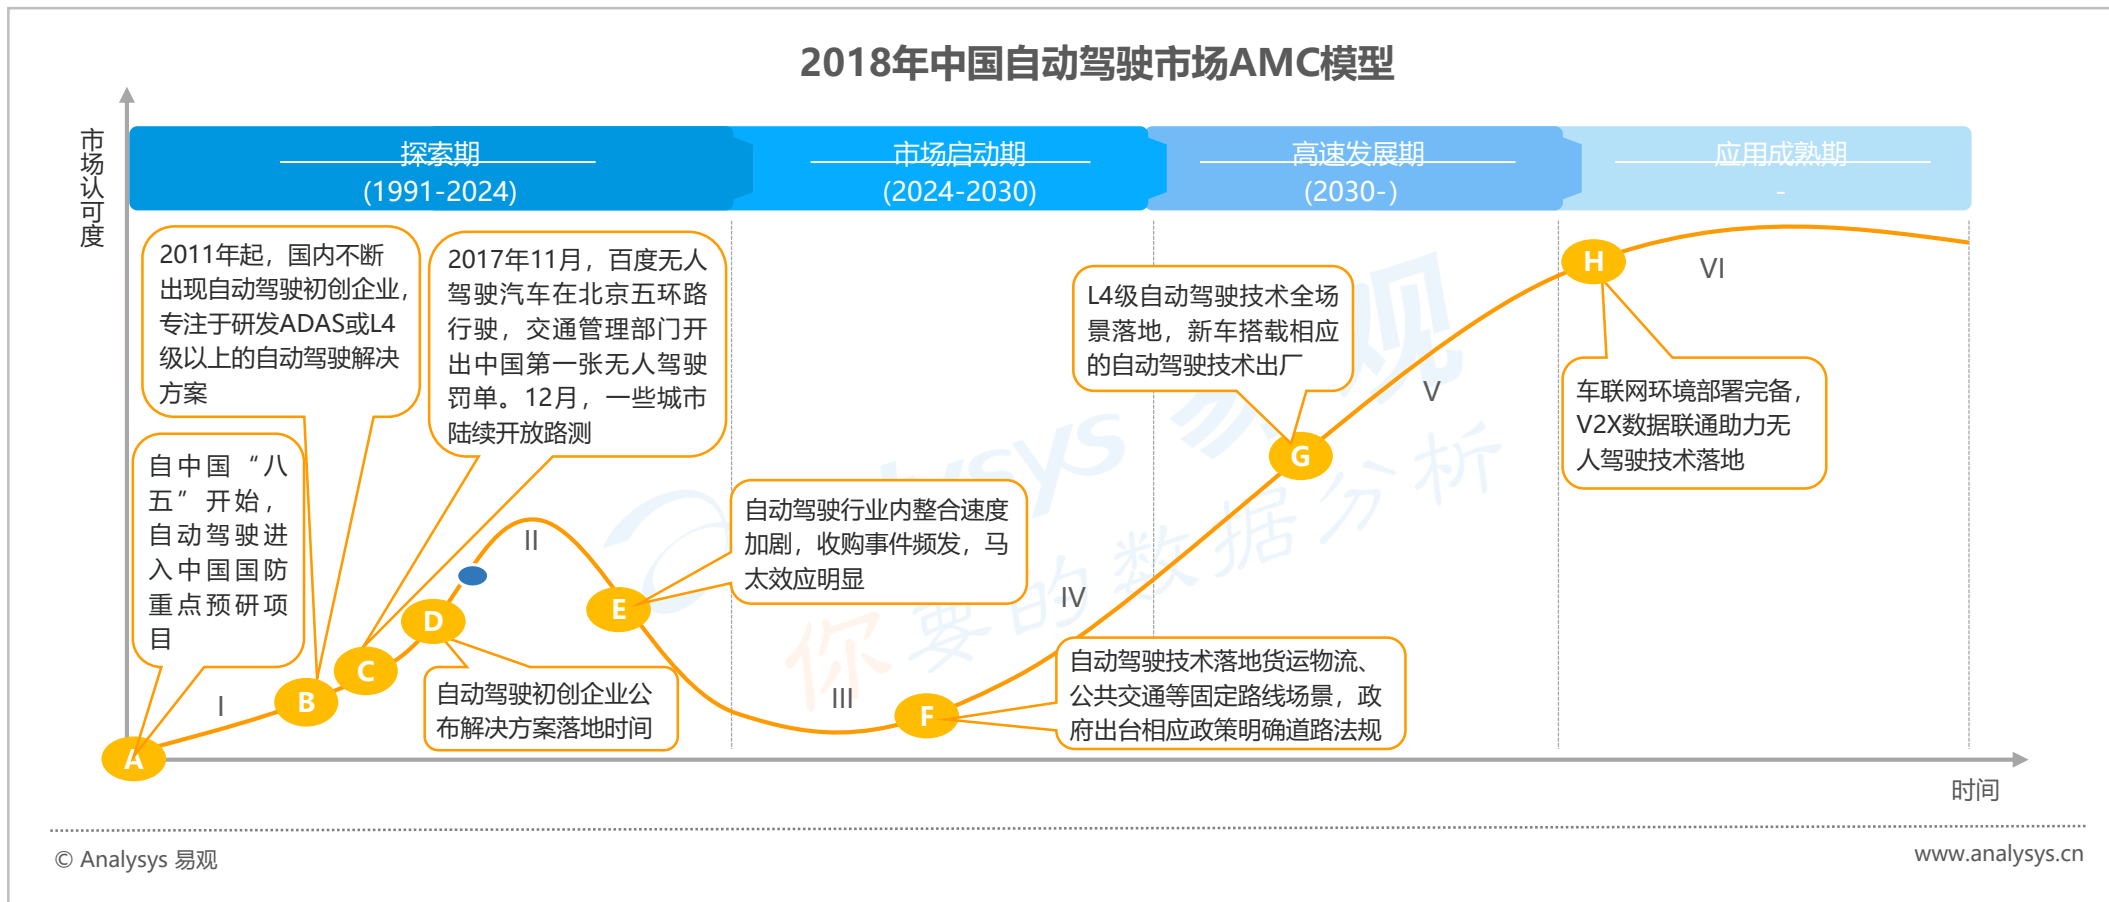 2018年中国自动驾驶市场AMC模型
市场认可度
探索期
(1991-2024)
市场启动期
(2024-2030)
高速发展期
(2030-)
应用成熟期
-
2011年起，国内不断
出现自动驾驶初创企业，
专注于研发ADAS或L4
级以上的自动驾驶解决
方案
2017年11月，百度无人
驾驶汽车在北京五环路
行驶，交通管理部门开
出中国第一张无人驾驶
罚单。12月，一些城市
陆续开放路测
自中国“八
五”开始，
自动驾驶进
入中国国防
重点预研项
目
自动驾驶初创企业公
布解决方案落地时间
自动驾驶行业内整合速度
加剧，收购事件频发，马
太效应明显
自动驾驶技术落地货运物流、
公共交通等固定路线场景，政
府出台相应政策明确道路法规
L4级自动驾驶技术全场
景落地，新车搭载相应
的自动驾驶技术出厂
车联网环境部署完备，
V2X数据联通助力无
人驾驶技术落地
A
B
C
D
E
F
G
H
I
II
III
IV
V
VI
易观
你要的数据分析
时间
© Analysys 易观
www.analysys.cn